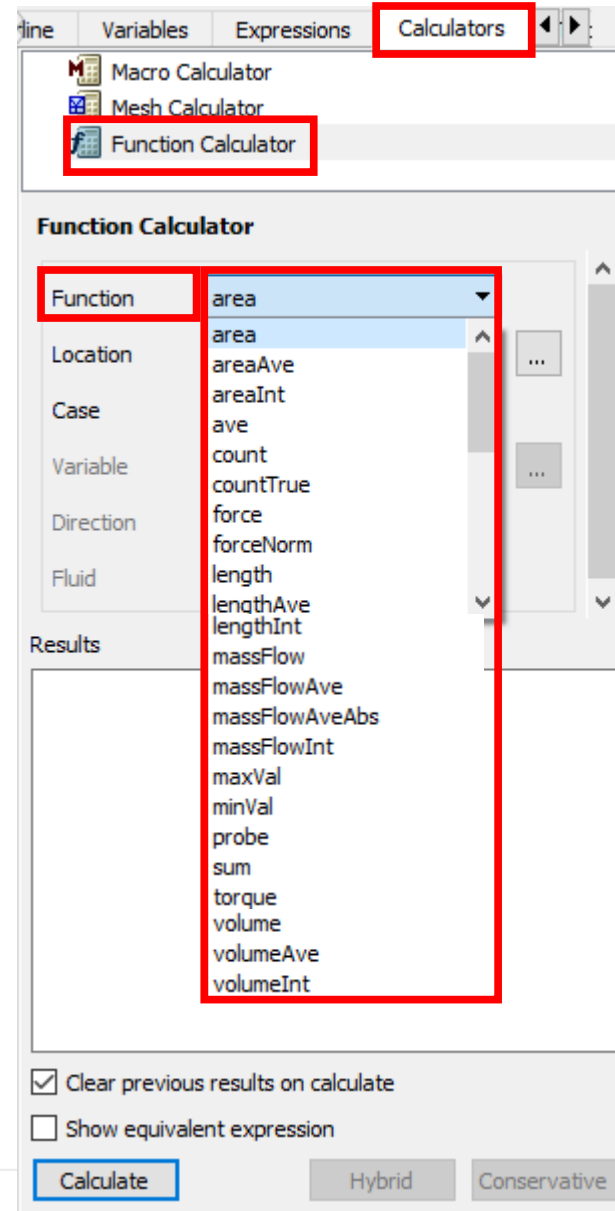 line Variables Expressions Calculators
Macro Calculator
Mesh Calculator
Function Calculator
Function Calculator
Function area
area
Location
areaAve
...
areaInt
Case
ave
count
Variable
...
countTrue
Direction
force
forceNorm
Fluid
length
lengthAve
lengthInt
Results
massFlow
massFlowAve
massFlowAveAbs
massFlowInt
maxVal
minVal
probe
sum
torque
volume
volumeAve
volumeInt
Clear previous results on calculate
Show equivalent expression
Calculate Hybrid Conservative